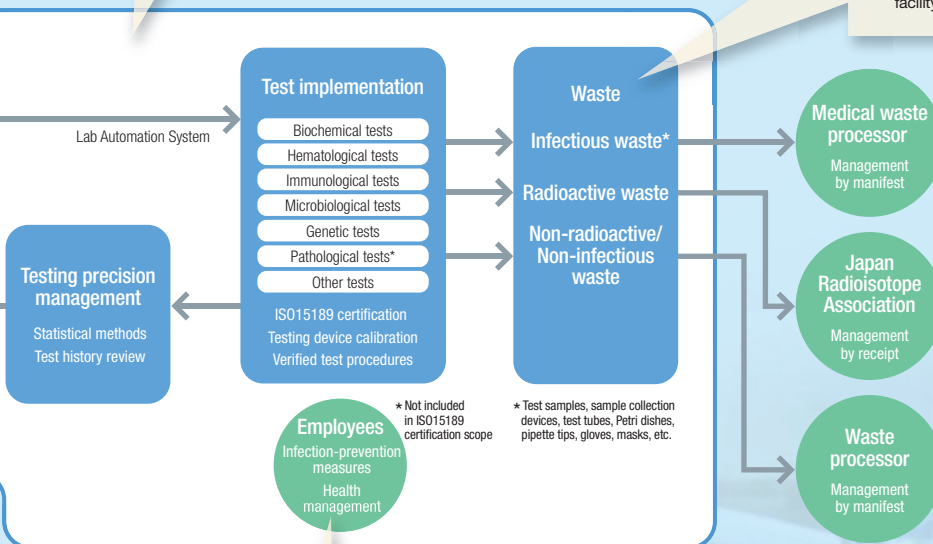 facility
Lab Automation System
Testing precision
management
Statistical methods
Test history review
Test implementation
Biochemical tests
Hematological tests
Immunological tests
Microbiological tests
Genetic tests
Pathological tests*
Other tests
ISO15189 certification
Testing device calibration
Verified test procedures
Employees
Infection-prevention
measures
Health
management
* Not included
in ISO15189
certification scope
Waste
Infectious waste*
Radioactive waste
Non-radioactive/
Non-infectious
waste
* Test samples, sample collection
devices, test tubes, Petri dishes,
pipette tips, gloves, masks, etc.
Medical waste
processor
Management
by manifest
Japan
Radioisotope
Association
Management
by receipt
Waste
processor
Management
by manifest